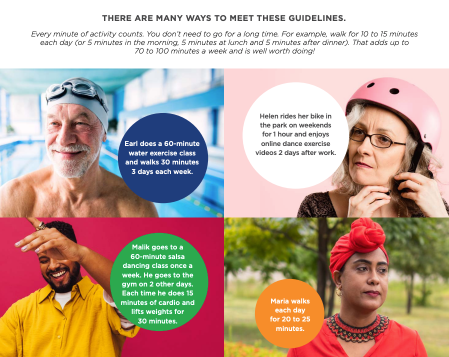 THERE ARE MANY WAYS TO MEET THESE GUIDELINES.
Every minute of activity counts. You don't need to go for a long time. For example, walk for 10 to 15 minutes
each day (or 5 minutes in the morning, 5 minutes at lunch and 5 minutes after dinner). That adds up to
70 to 100 minutes a week and is well worth doing!
Earl does a 60-minute
water exercise class
and walks 30 minutes
3 days each week.
Helen rides her bike in
the park on weekends
for 1 hour and enjoys
online dance exercise
videos 2 days after work.
Malik goes to a
60-minute salsa
dancing class once a
week. He goes to the
gym on 2 other days.
Each time he does 15
minutes of cardio and
lifts weights for
30 minutes.
Maria walks
each day
for 20 to 25
minutes.